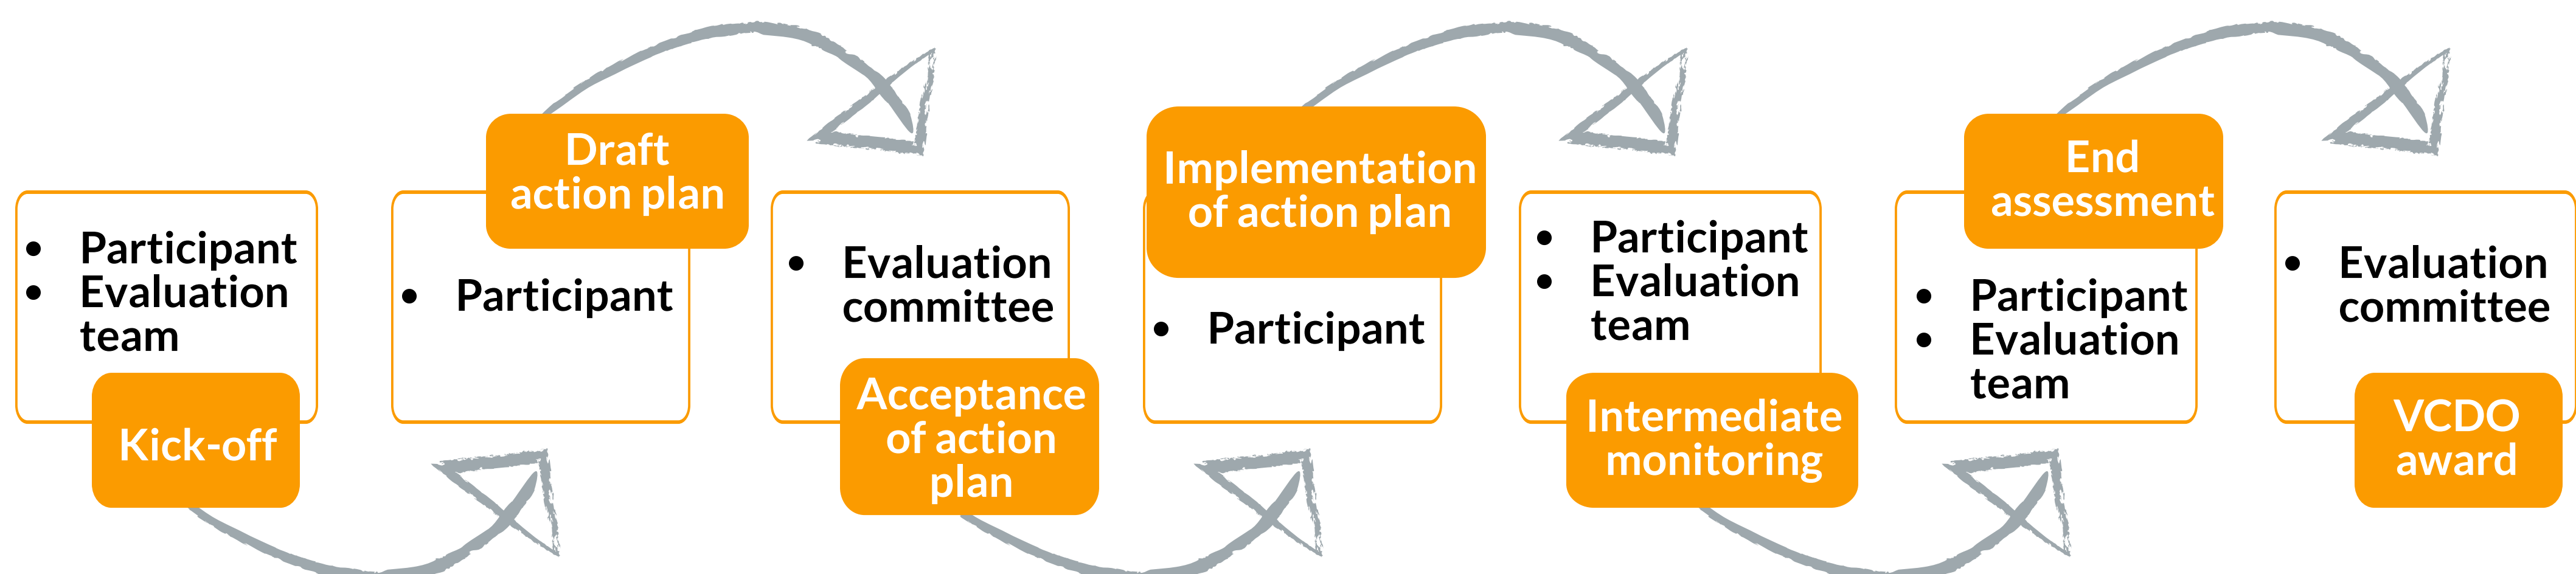 • Participant
• Evaluation
team
Kick-off
Draft
action plan
• Participant
• Evaluation
committee
Acceptance
of action
plan
Implementation
of action plan
• Participant
• Participant
• Evaluation
team
Intermediate
monitoring
End
assessment
• Participant
• Evaluation
team
• Evaluation
committee
VCDO
award